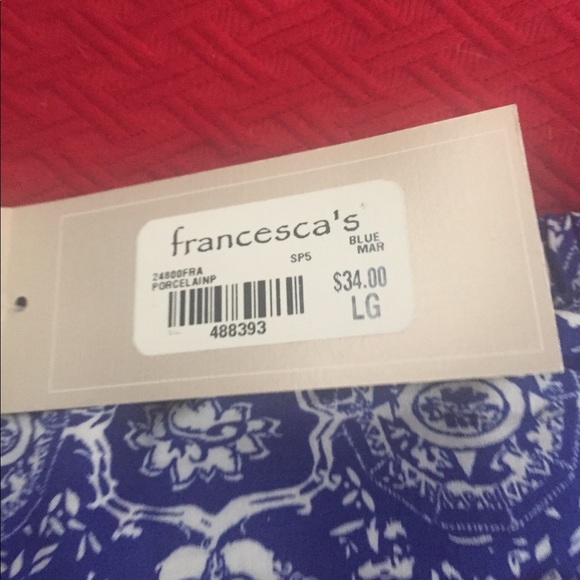 francesca's
24800FRA SP5 BLUE
PORCELAINP MAR
$34.00
LG
488393